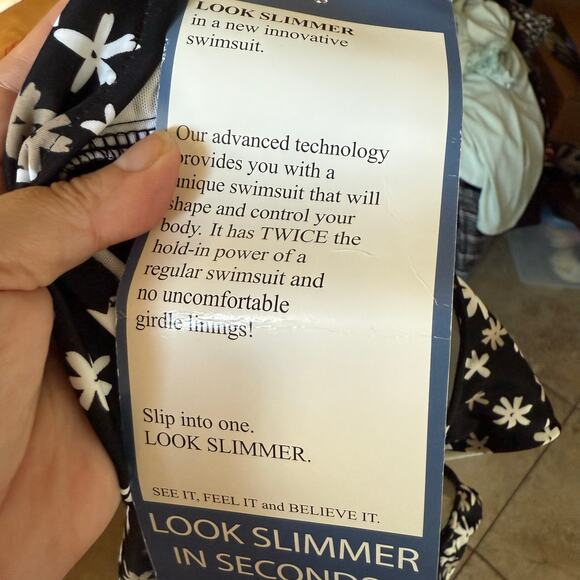 LOOK SLIMMER
in a new innovative
swimsuit.
Our advanced technology
provides you with a
unique swimsuit that will
shape and control your
body. It has TWICE the
hold-in power of a
regular swimsuit and
no uncomfortable
girdle linings!
Slip into one.
LOOK SLIMMER.
SEE IT, FEEL IT and BELIEVE IT.
LOOK SLIMMER
IN SECONDS